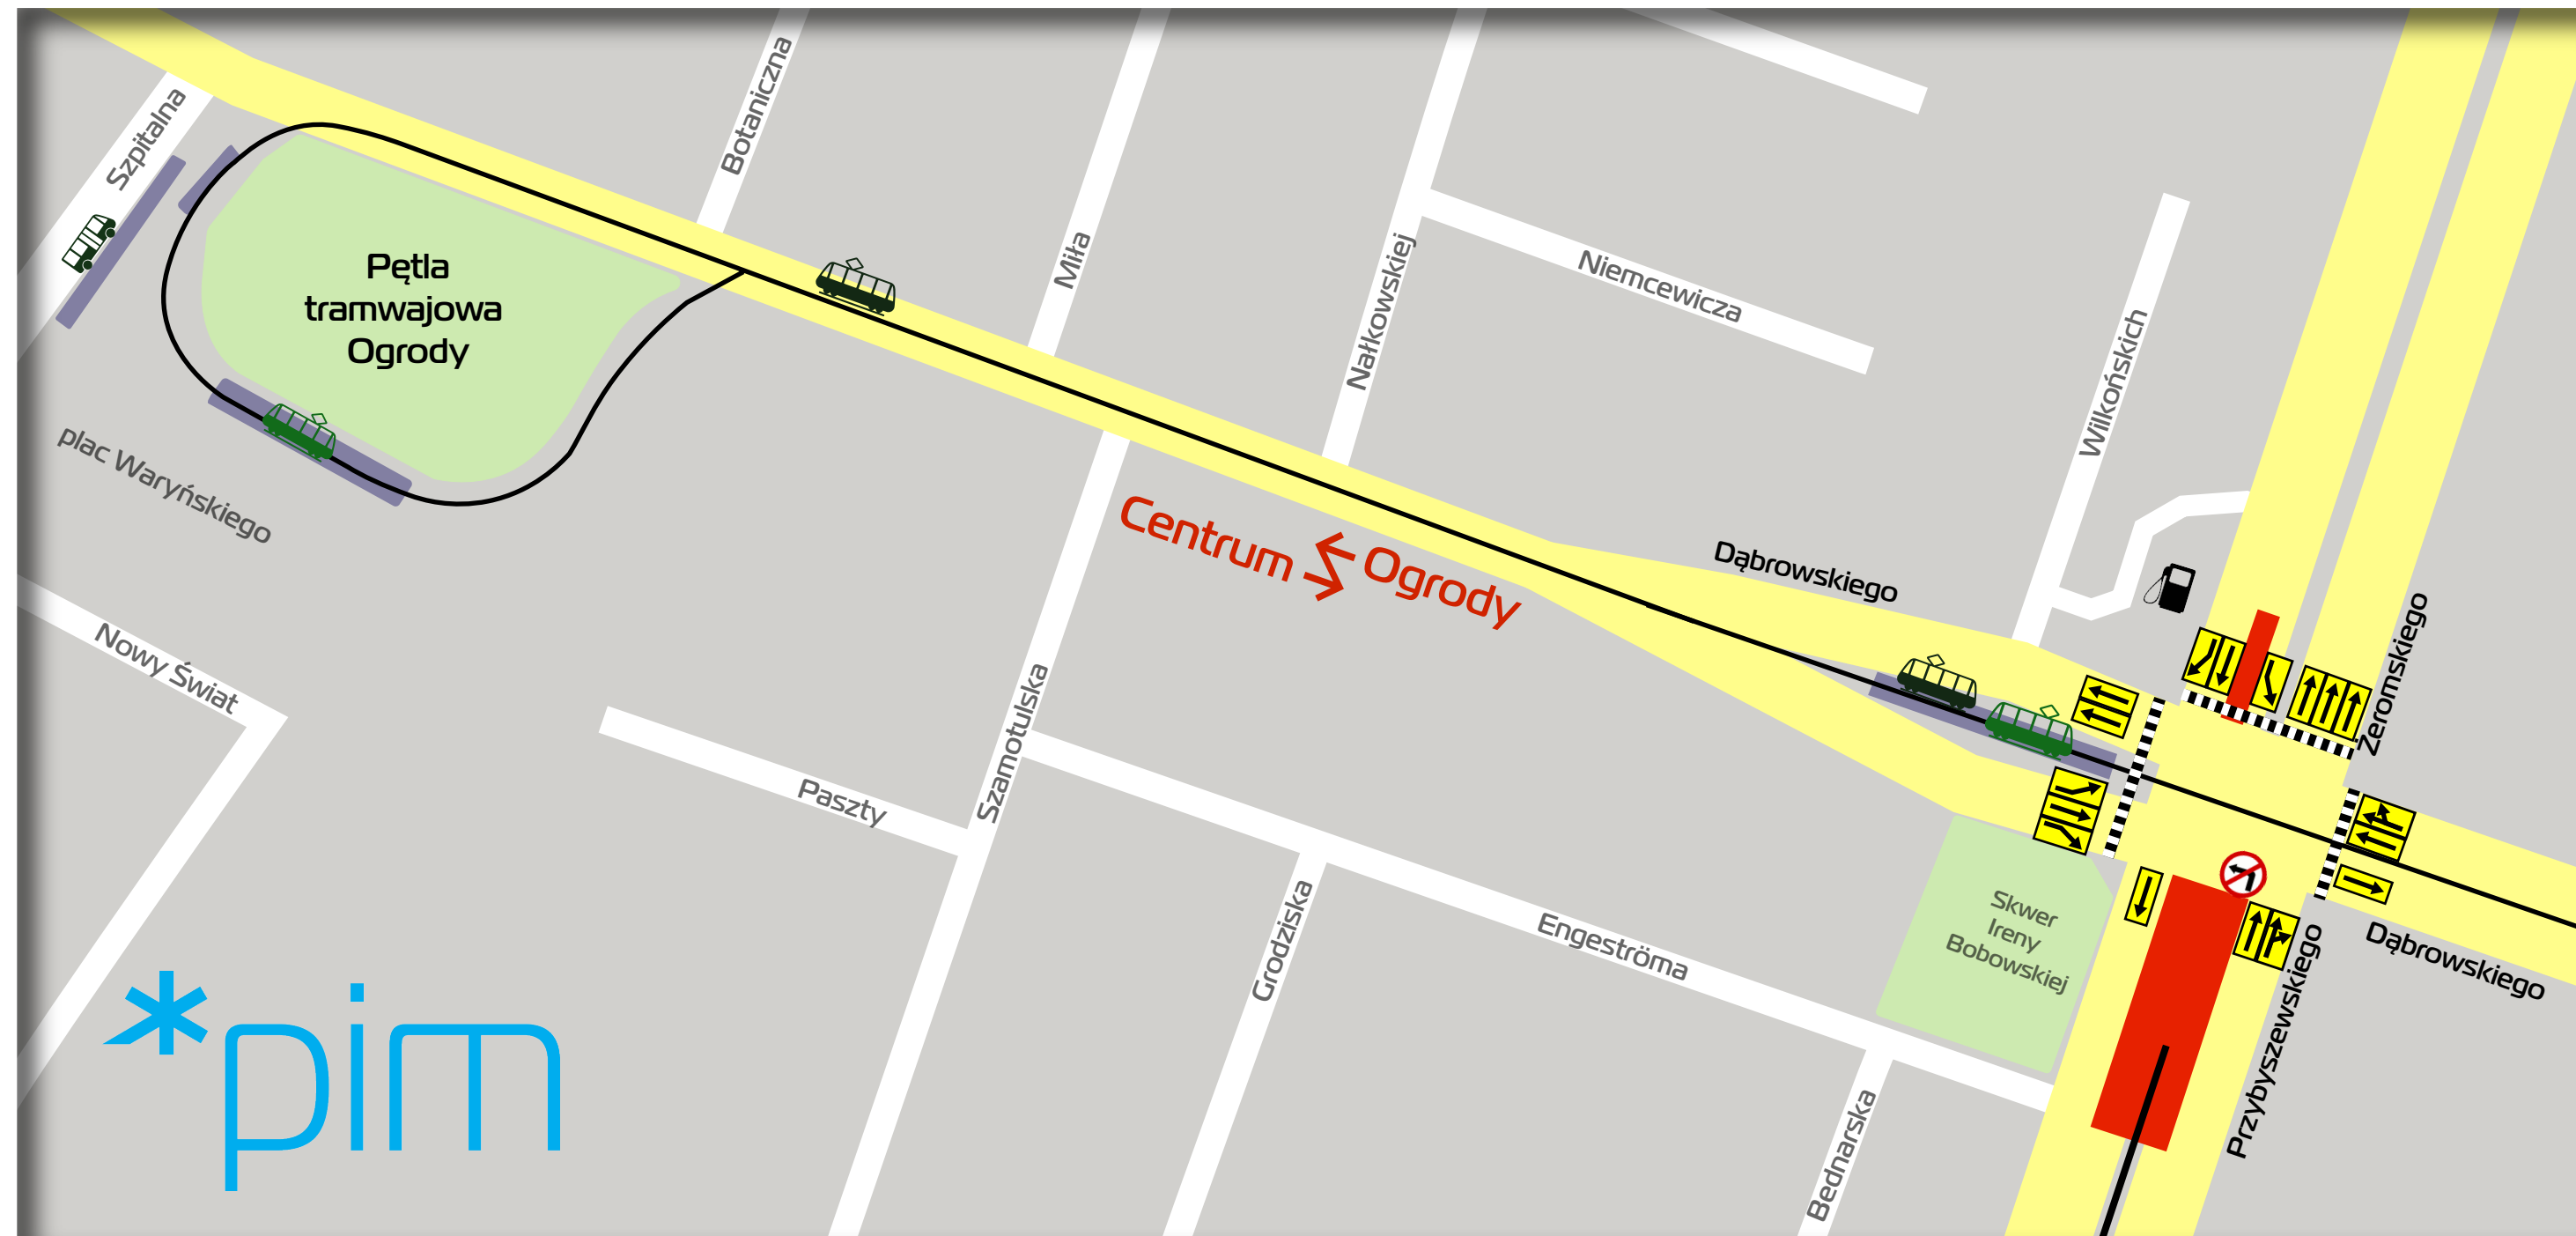 Szpitalna
Botaniczna
Miła
Nałkowskiej
Niemcewicza
Wilkońskich
Pętla
tramwajowa
Ogrody
plac Waryńskiego
Centrum
Ogrody
Dąbrowskiego
Żeromskiego
Nowy Świat
Paszty
Szamotulska
Grodziska
Engeströma
Skwer
Ireny
Bobowskiej
Dąbrowskiego
Przybyszewskiego
Bednarska
*pim